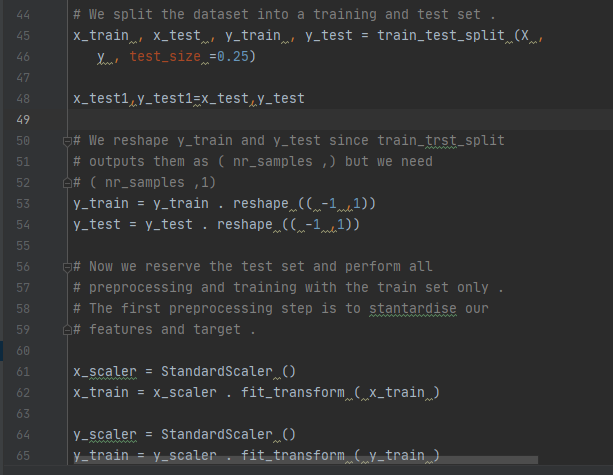 44 # We split the dataset into a training and test set .
45 x_train , x_test , y_train , y_test = train_test_split (X ,
46 y , test_size =0.25)
47
48 x_test1,y_test1=x_test,y_test
49
50 # We reshape y_train and y_test since train_trst_split
51 # outputs them as ( nr_samples ,) but we need
52 # ( nr_samples ,1)
53 y_train = y_train . reshape (( -1 ,1))
54 y_test = y_test . reshape (( -1 ,1))
55
56 # Now we reserve the test set and perform all
57 # preprocessing and training with the train set only .
58 # The first preprocessing step is to stantardise our
59 # features and target .
60
61 x_scaler = StandardScaler ()
62 x_train = x_scaler . fit_transform ( x_train )
63
64 y_scaler = StandardScaler ()
65 y_train = y_scaler . fit_transform ( y_train )